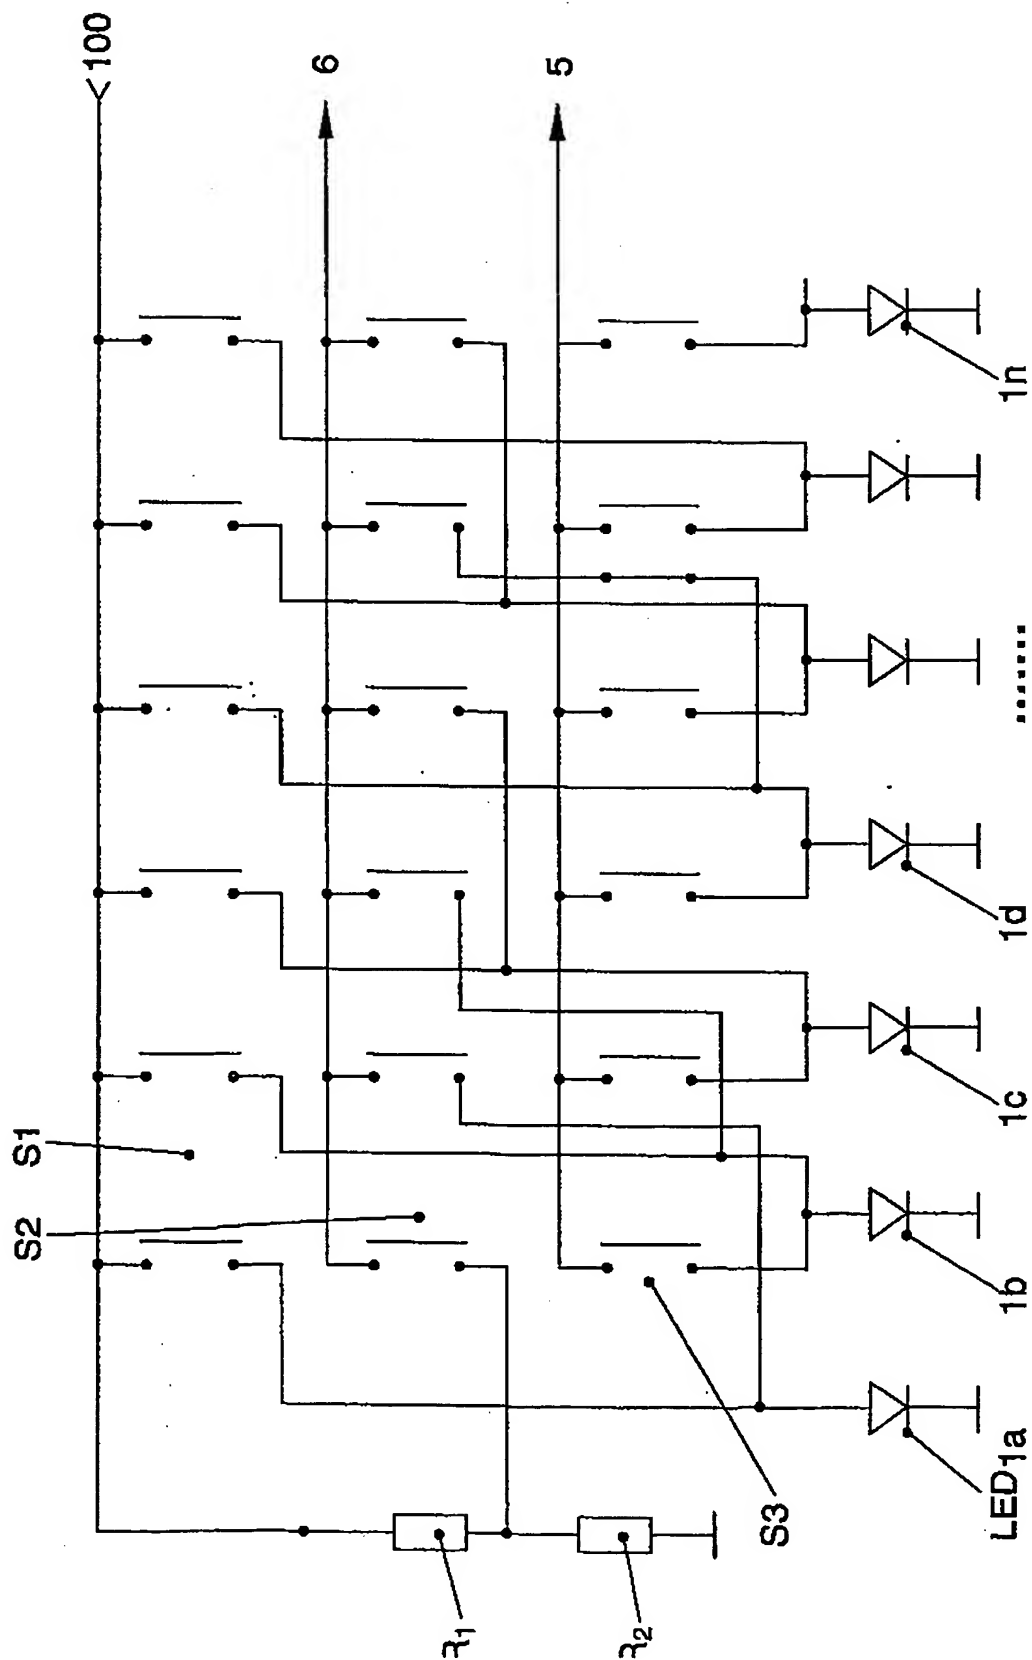 <100
6
5
S1
S2
S3
R1
R2
LED1a
1b
1c
1d
.......
1n